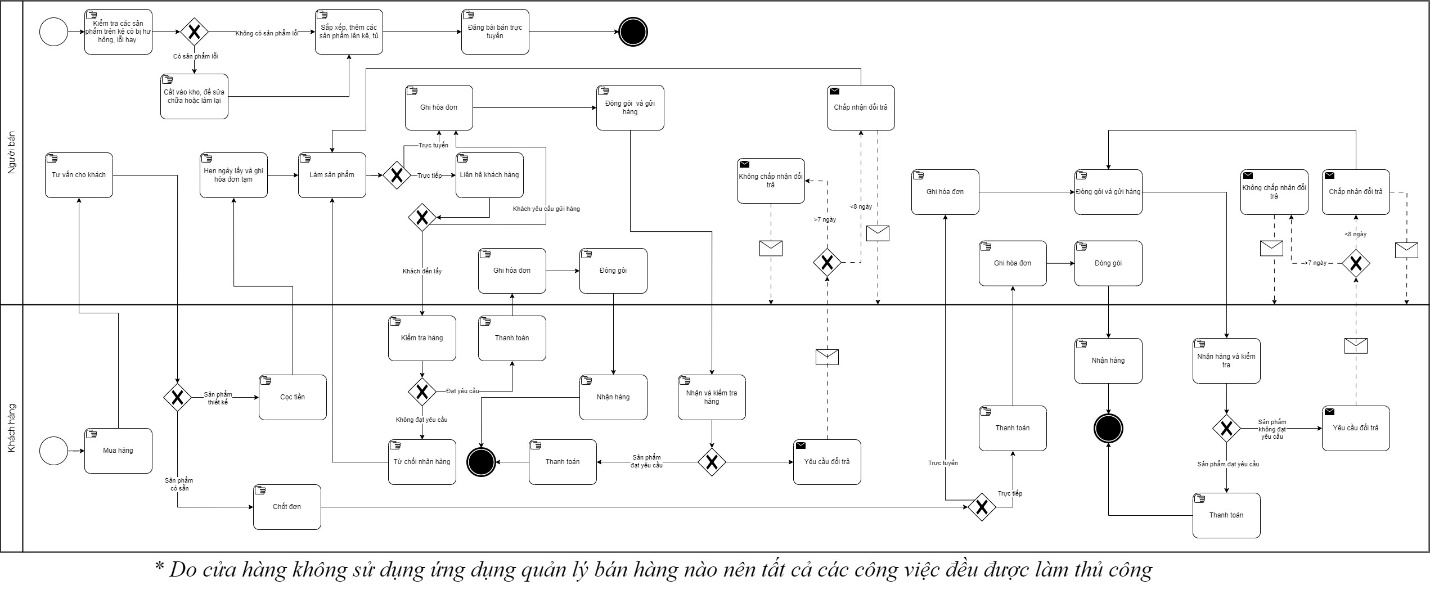 Người bán
Kiểm tra các sản
phẩm trên kệ có bị hư
hỏng, lỗi hay
Không có sản phẩm lỗi
Sắp xếp, thêm các
sản phẩm lên kệ, tủ
Đăng bài bán trực
tuyến
Có sản phẩm lỗi
Cất vào kho, để sửa
chữa hoặc làm lại
Ghi hóa đơn
Đóng gói và gửi
hàng
Chấp nhận đổi trả
Tư vấn cho khách
Hẹn ngày lấy và ghi
hóa đơn tạm
Làm sản phẩm
Trực tuyến
Trực tiếp
Liên hệ khách hàng
Khách yêu cầu gửi hàng
Không chấp nhận đổi
trả
>7 ngày
<8 ngày
Ghi hóa đơn
Đóng gói và gửi hàng
Không chấp nhận đổi
trả
Chấp nhận đổi trả
<8 ngày
>7 ngày
Khách đến lấy
Ghi hóa đơn
Đóng gói
Ghi hóa đơn
Đóng gói
Khách hàng
Kiểm tra hàng
Thanh toán
Đạt yêu cầu
Không đạt yêu cầu
Sản phẩm
thiết kế
Cọc tiền
Nhận hàng
Nhận và kiểm tra
hàng
Nhận hàng
Nhận hàng và kiểm
tra
Mua hàng
Từ chối nhận hàng
Thanh toán
Sản phẩm
đạt yêu cầu
Yêu cầu đổi trả
Thanh toán
Sản phẩm
không đạt
yêu cầu
Yêu cầu đổi trả
Sản phẩm
có sẵn
Chốt đơn
Trực tuyến
Trực tiếp
Sản phẩm đạt yêu cầu
Thanh toán
* Do cửa hàng không sử dụng ứng dụng quản lý bán hàng nào nên tất cả các công việc đều được làm thủ công